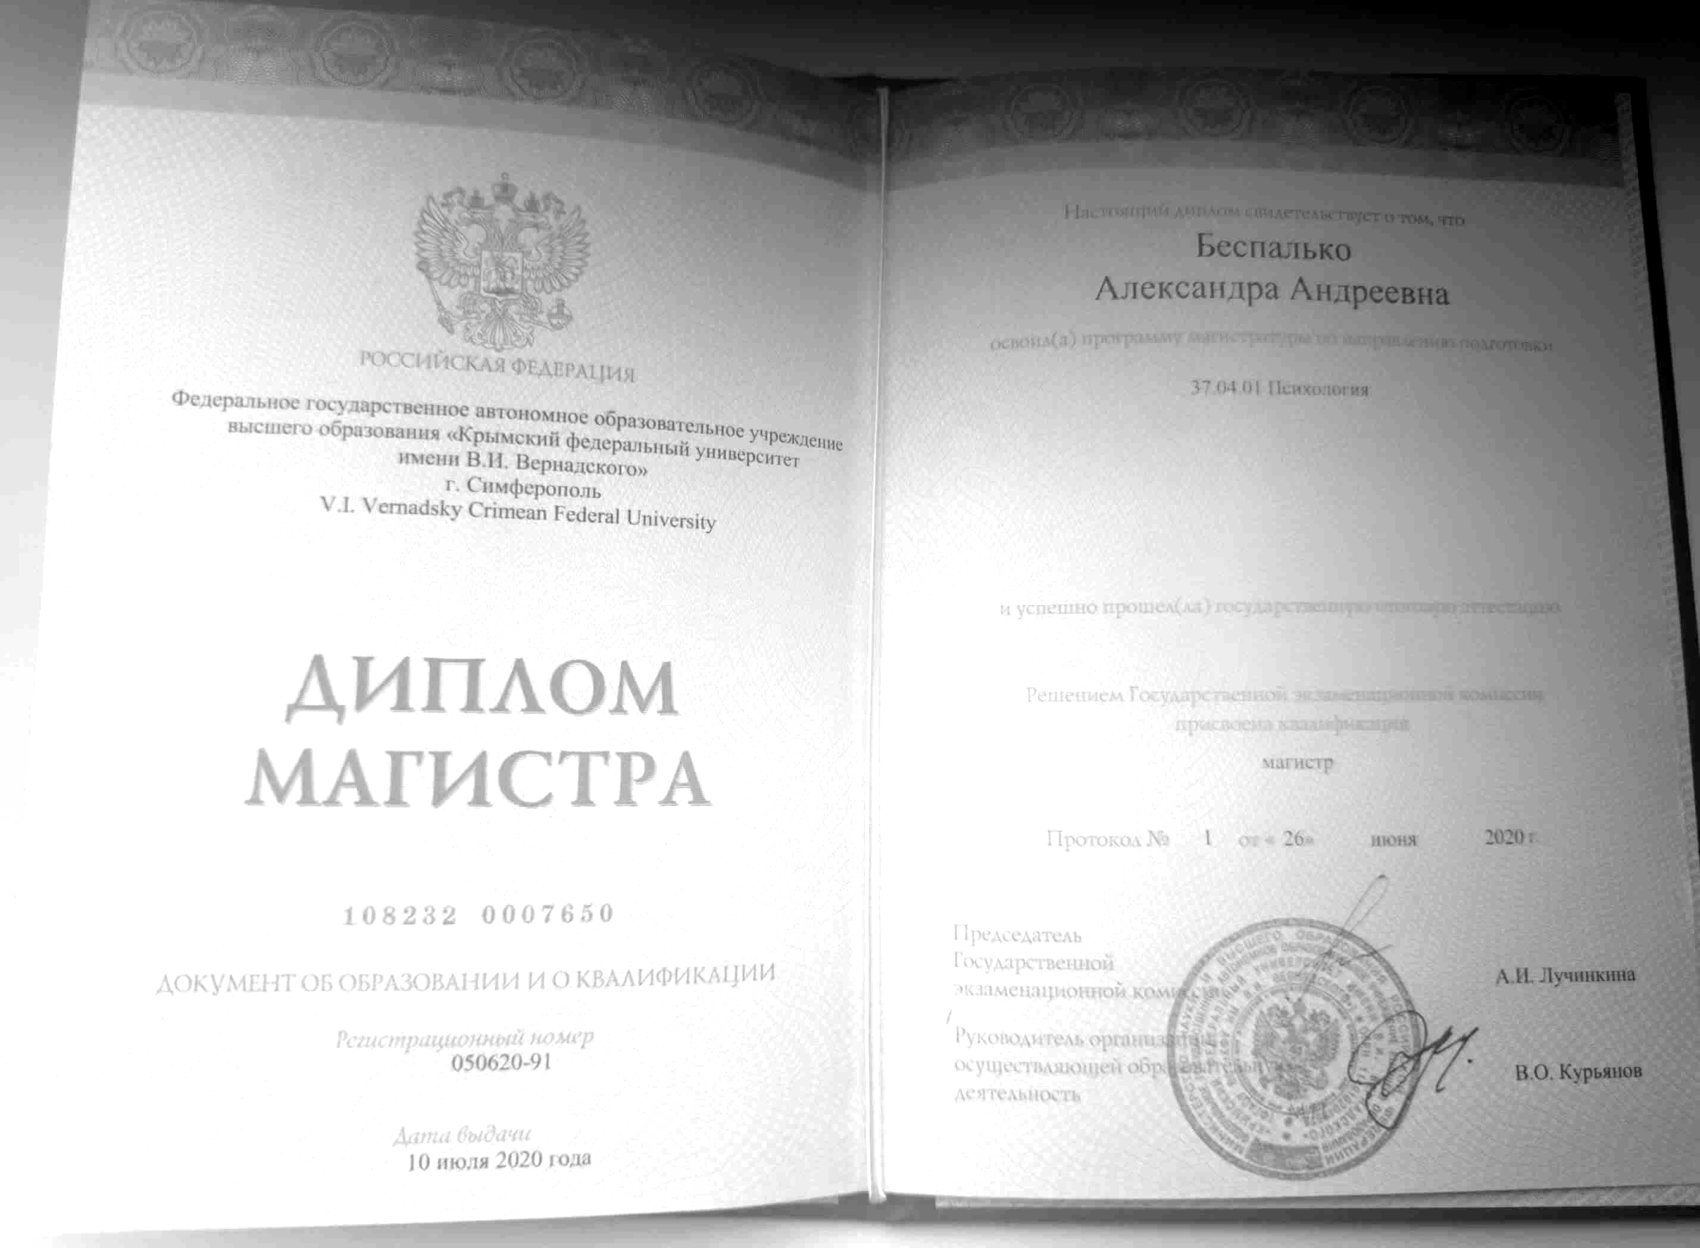 РОССИЙСКАЯ ФЕДЕРАЦИЯ
Федеральное государственное автономное образовательное учреждение
высшего образования «Крымский федеральный университет
имени В.И. Вернадского»
г. Симферополь
V.I. Vernadsky Crimean Federal University
ДИПЛОМ
МАГИСТРА
108232 0007650
ДОКУМЕНТ ОБ ОБРАЗОВАНИИ И О КВАЛИФИКАЦИИ
Регистрационный номер
050620-91
Дата выдачи
10 июля 2020 года
Настоящий диплом свидетельствует о том, что
Беспалько
Александра Андреевна
освоил(а) программу магистратуры по направлению подготовки
37.04.01 Психология
и успешно прошел(ла) государственную итоговую аттестацию
Решением Государственной экзаменационной комиссии
присвоена квалификация
магистр
Протокол № 1 от « 26» июня 2020 г.
Председатель
Государственной
экзаменационной комиссии
А.И. Лучинкина
Руководитель организации,
осуществляющей образовательную
деятельность
В.О. Курьянов